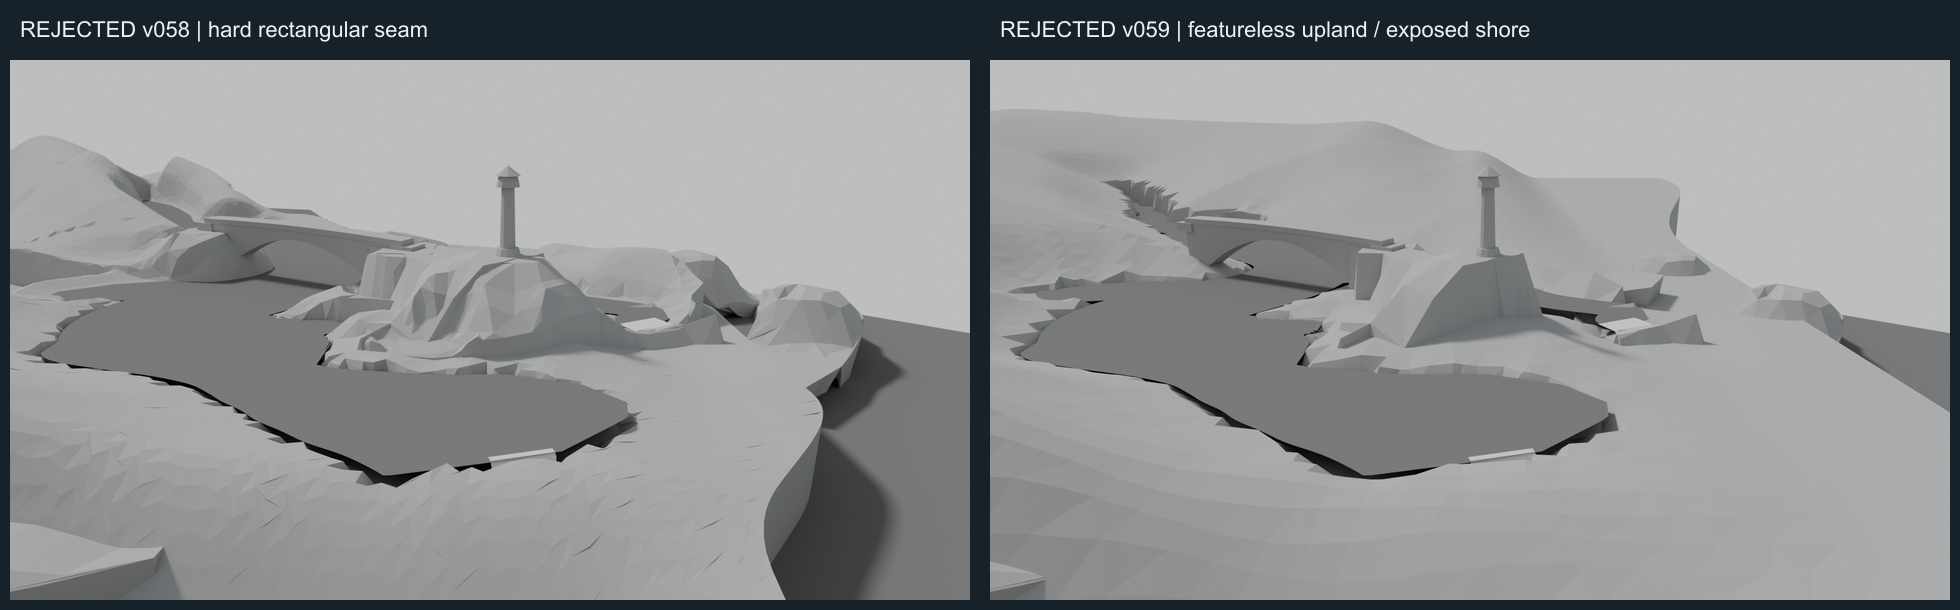 REJECTED v058 | hard rectangular seam
REJECTED v059 | featureless upland / exposed shore